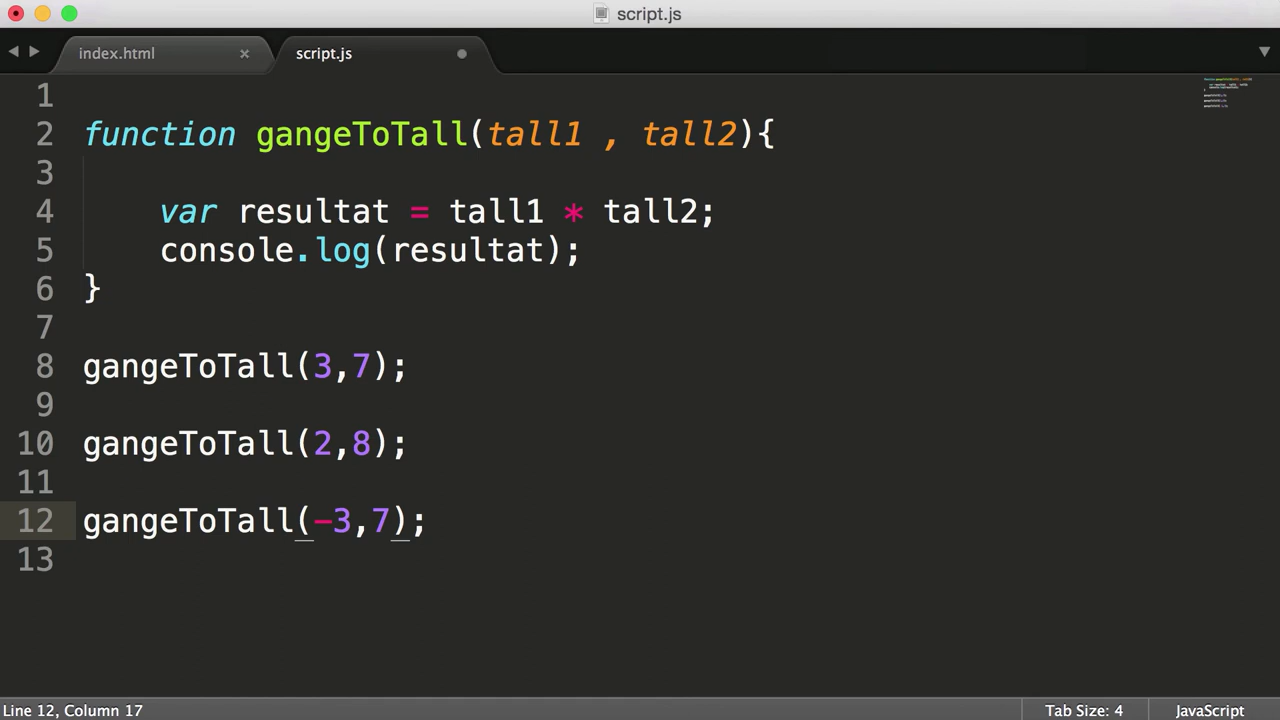 script.js
index.html ×
script.js
1
2 function gangeToTall(tall1 , tall2){
3
4 var resultat = tall1 * tall2;
5 console.log(resultat);
6 }
7
8 gangeToTall(3,7);
9
10 gangeToTall(2,8);
11
12 gangeToTall(-3,7);
13
Line 12, Column 17 Tab Size: 4 JavaScript